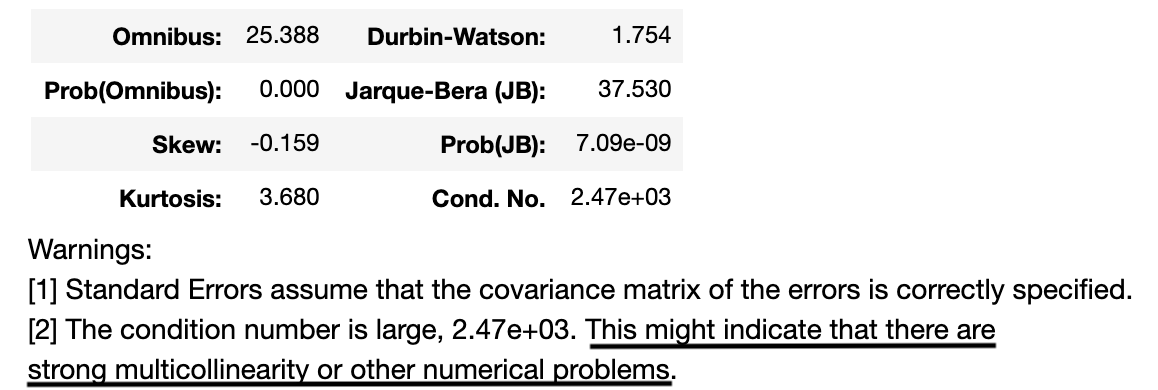 Omnibus: 25.388 Durbin-Watson: 1.754
Prob(Omnibus): 0.000 Jarque-Bera (JB): 37.530
Skew: -0.159 Prob(JB): 7.09e-09
Kurtosis: 3.680 Cond. No. 2.47e+03
Warnings:
[1] Standard Errors assume that the covariance matrix of the errors is correctly specified.
[2] The condition number is large, 2.47e+03. This might indicate that there are
strong multicollinearity or other numerical problems.